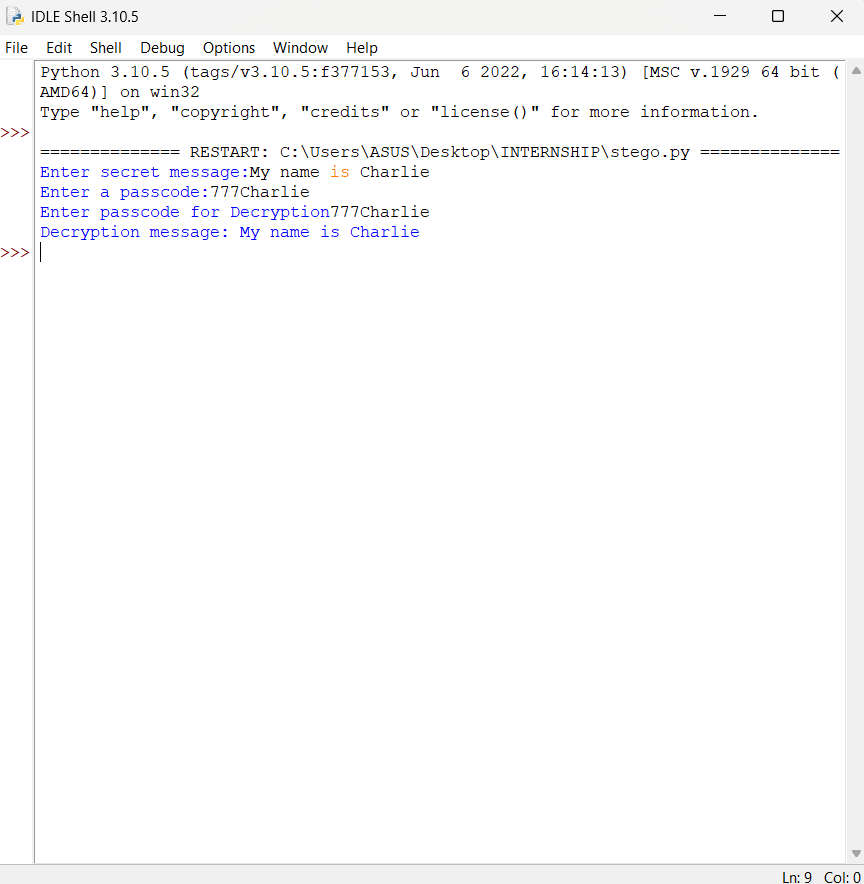 IDLE Shell 3.10.5
File Edit Shell Debug Options Window Help
Python 3.10.5 (tags/v3.10.5:f377153, Jun  6 2022, 16:14:13) [MSC v.1929 64 bit (
AMD64)] on win32
Type "help", "copyright", "credits" or "license()" for more information.
>>>
============== RESTART: C:\Users\ASUS\Desktop\INTERNSHIP\stego.py ==============
Enter secret message:My name is Charlie
Enter a passcode:777Charlie
Enter passcode for Decryption777Charlie
Decryption message: My name is Charlie
>>>
Ln: 9 Col: 0